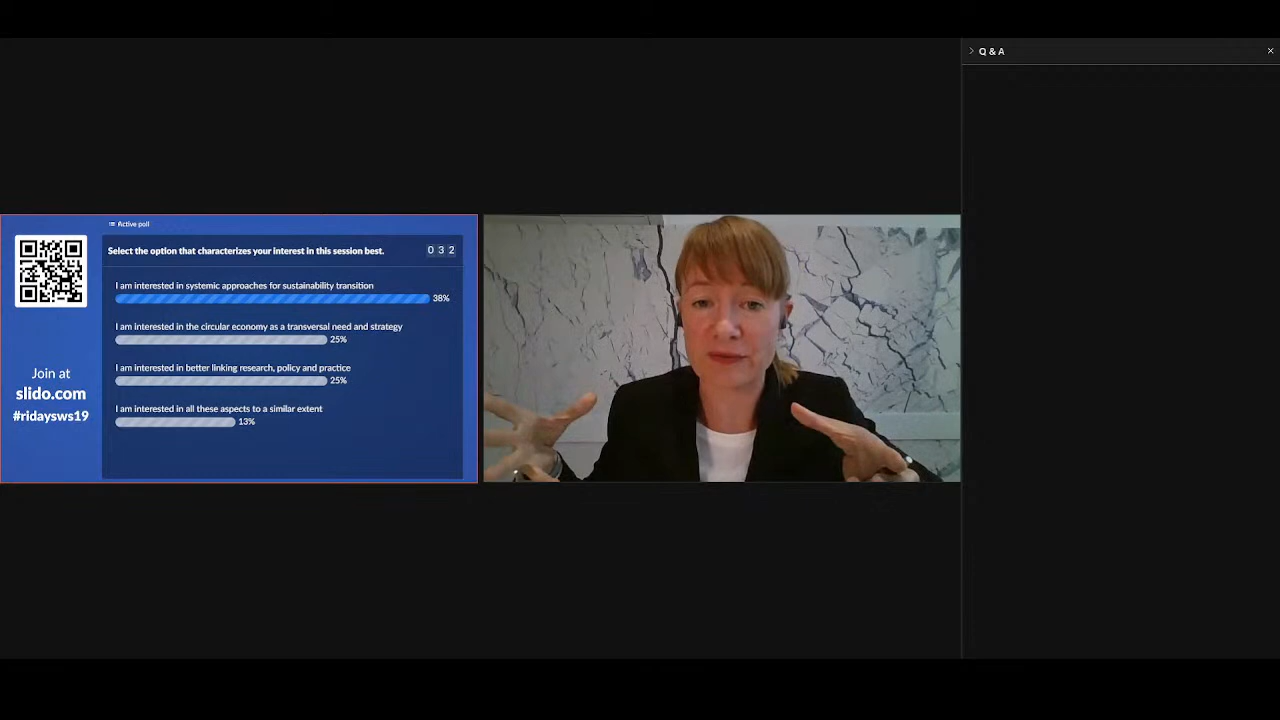 Q & A
Active poll
Select the option that characterizes your interest in this session best.
0 3 2
I am interested in systemic approaches for sustainability transition
38%
I am interested in the circular economy as a transversal need and strategy
25%
I am interested in better linking research, policy and practice
25%
I am interested in all these aspects to a similar extent
13%
Join at
slido.com
#ridaysws19